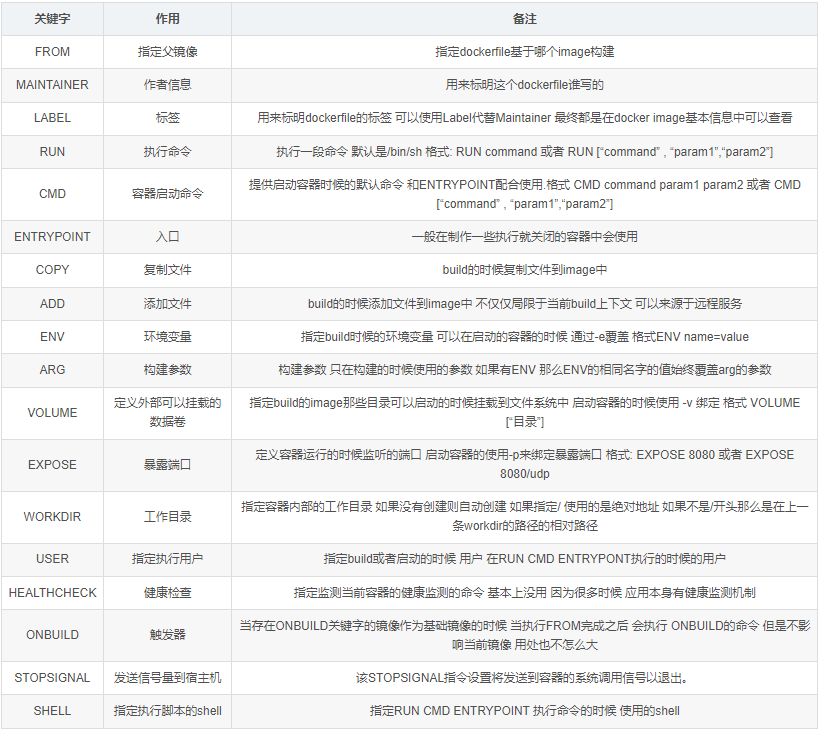 关键字 作用 备注
FROM 指定父镜像 指定dockerfile基于哪个image构建
MAINTAINER 作者信息 用来标明这个dockerfile谁写的
LABEL 标签 用来标明dockerfile的标签 可以使用Label代替Maintainer 最终都是在docker image基本信息中可以查看
RUN 执行命令 执行一段命令 默认是/bin/sh 格式: RUN command 或者 RUN [“command” , “param1”,“param2”]
CMD 容器启动命令 提供启动容器时候的默认命令 和ENTRYPOINT配合使用.格式 CMD command param1 param2 或者 CMD
[“command” , “param1”,“param2”]
ENTRYPOINT 入口 一般在制作一些执行就关闭的容器中会使用
COPY 复制文件 build的时候复制文件到image中
ADD 添加文件 build的时候添加文件到image中 不仅仅局限于当前build上下文 可以来源于远程服务
ENV 环境变量 指定build时候的环境变量 可以在启动的容器的时候 通过-e覆盖 格式ENV name=value
ARG 构建参数 构建参数 只在构建的时候使用的参数 如果有ENV 那么ENV的相同名字的值始终覆盖arg的参数
VOLUME 定义外部可以挂载的
数据卷 指定build的image那些目录可以启动的时候挂载到文件系统中 启动容器的时候使用 -v 绑定 格式 VOLUME
[“目录”]
EXPOSE 暴露端口 定义容器运行的时候监听的端口 启动容器的使用-p来绑定暴露端口 格式: EXPOSE 8080 或者 EXPOSE
8080/udp
WORKDIR 工作目录 指定容器内部的工作目录 如果没有创建则自动创建 如果指定/ 使用的是绝对地址 如果不是/开头那么是在上一
条workdir的路径的相对路径
USER 指定执行用户 指定build或者启动的时候 用户 在RUN CMD ENTRYPONT执行的时候的用户
HEALTHCHECK 健康检查 指定监测当前容器的健康监测的命令 基本上没用 因为很多时候 应用本身有健康监测机制
ONBUILD 触发器 当存在ONBUILD关键字的镜像作为基础镜像的时候 当执行FROM完成之后 会执行 ONBUILD的命令 但是不影
响当前镜像 用处也不怎么大
STOPSIGNAL 发送信号量到宿主机 该STOPSIGNAL指令设置将发送到容器的系统调用信号以退出。
SHELL 指定执行脚本的shell 指定RUN CMD ENTRYPOINT 执行命令的时候 使用的shell